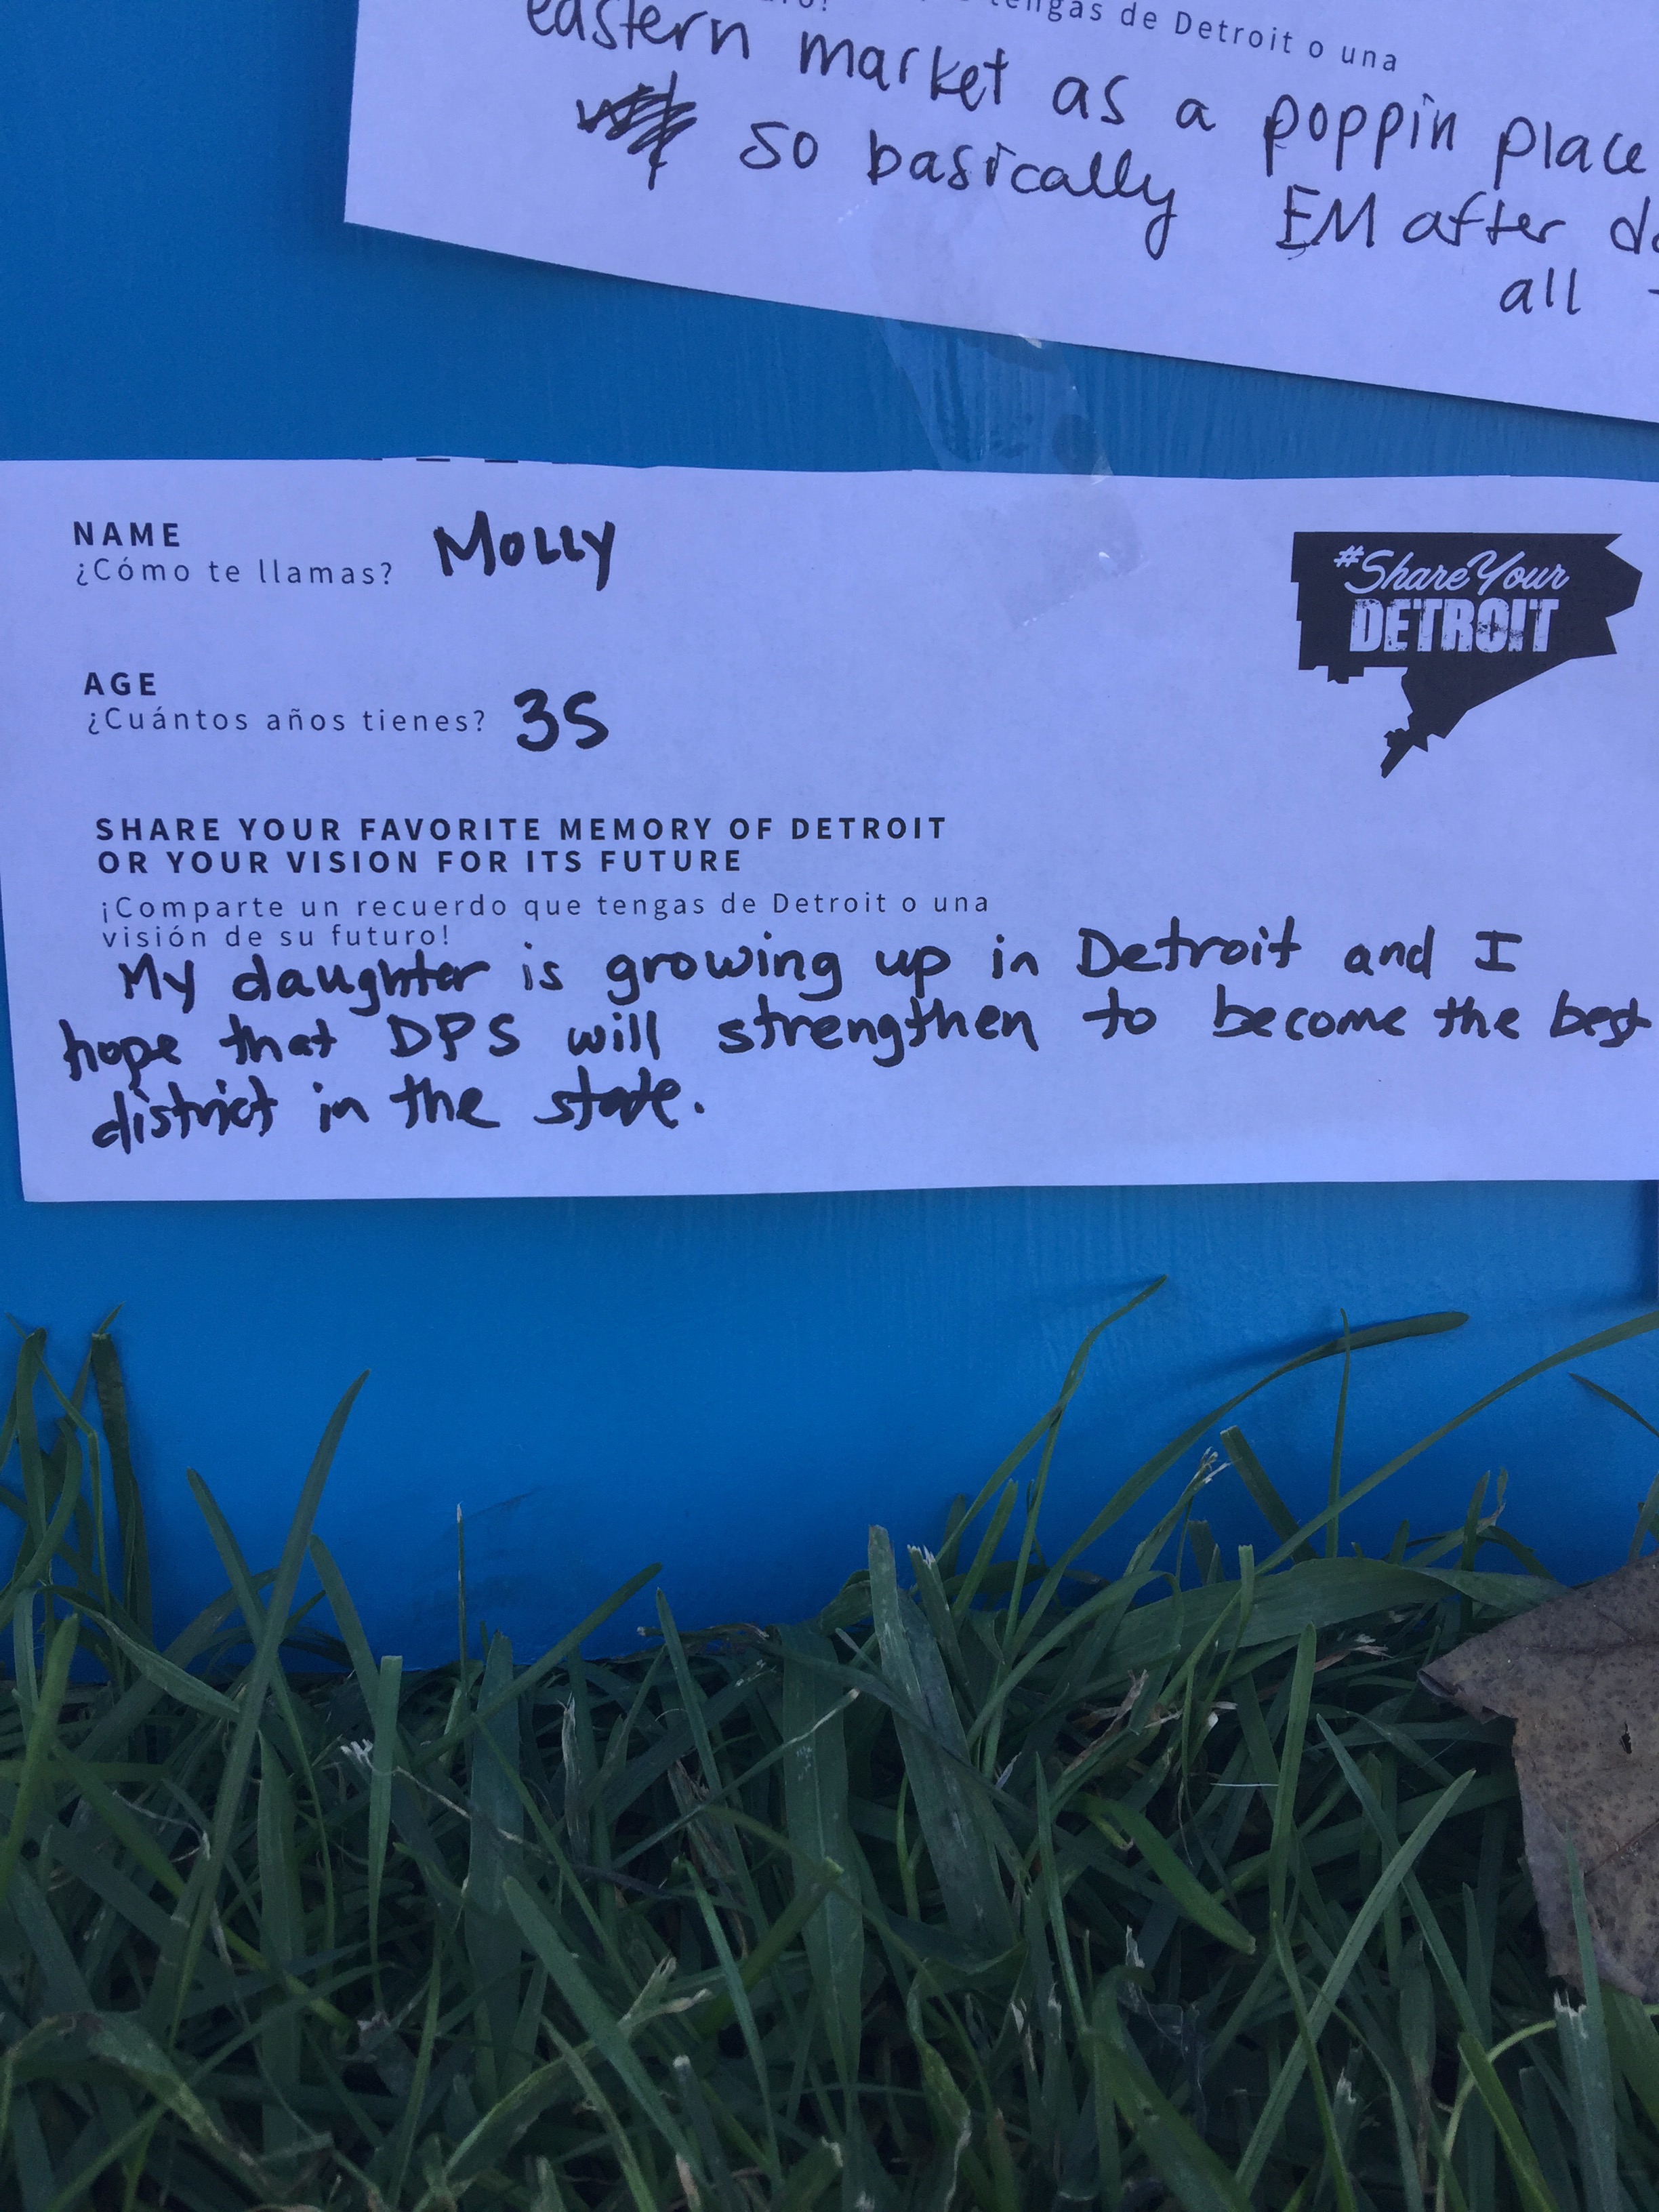 tengas de Detroit o una
eastern market as a poppin place
so basically EM after
all
NAME
¿Cómo te llamas? MOLLY
#ShareYour
DETROIT
AGE
¿Cuántos años tienes? 35
SHARE YOUR FAVORITE MEMORY OF DETROIT
OR YOUR VISION FOR ITS FUTURE
¡Comparte un recuerdo que tengas de Detroit o una
visión de su futuro!
My daughter is growing up in Detroit and I
hope that DPS will strengthen to become the best
district in the state.